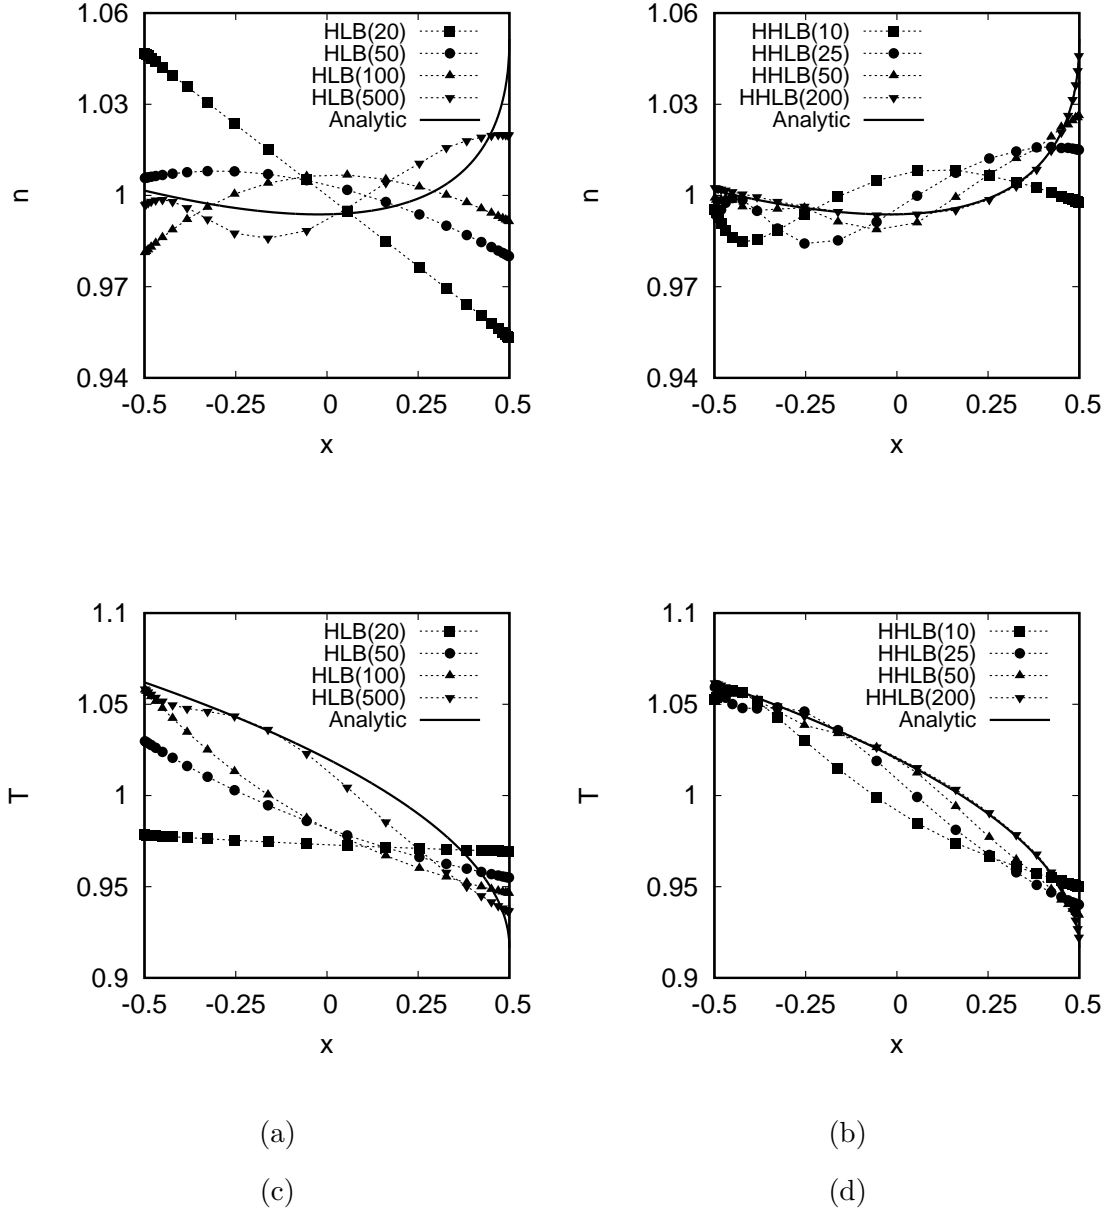 1.06
1.03
1
0.97
0.94
n
HLB(20)
HLB(50)
HLB(100)
HLB(500)
Analytic
-0.5
-0.25
0
0.25
0.5
x
1.06
1.03
1
0.97
0.94
n
HHLB(10)
HHLB(25)
HHLB(50)
HHLB(200)
Analytic
-0.5
-0.25
0
0.25
0.5
x
1.1
1.05
1
0.95
0.9
T
HLB(20)
HLB(50)
HLB(100)
HLB(500)
Analytic
-0.5
-0.25
0
0.25
0.5
x
1.1
1.05
1
0.95
0.9
T
HHLB(10)
HHLB(25)
HHLB(50)
HHLB(200)
Analytic
-0.5
-0.25
0
0.25
0.5
x
(a)
(b)
(c)
(d)